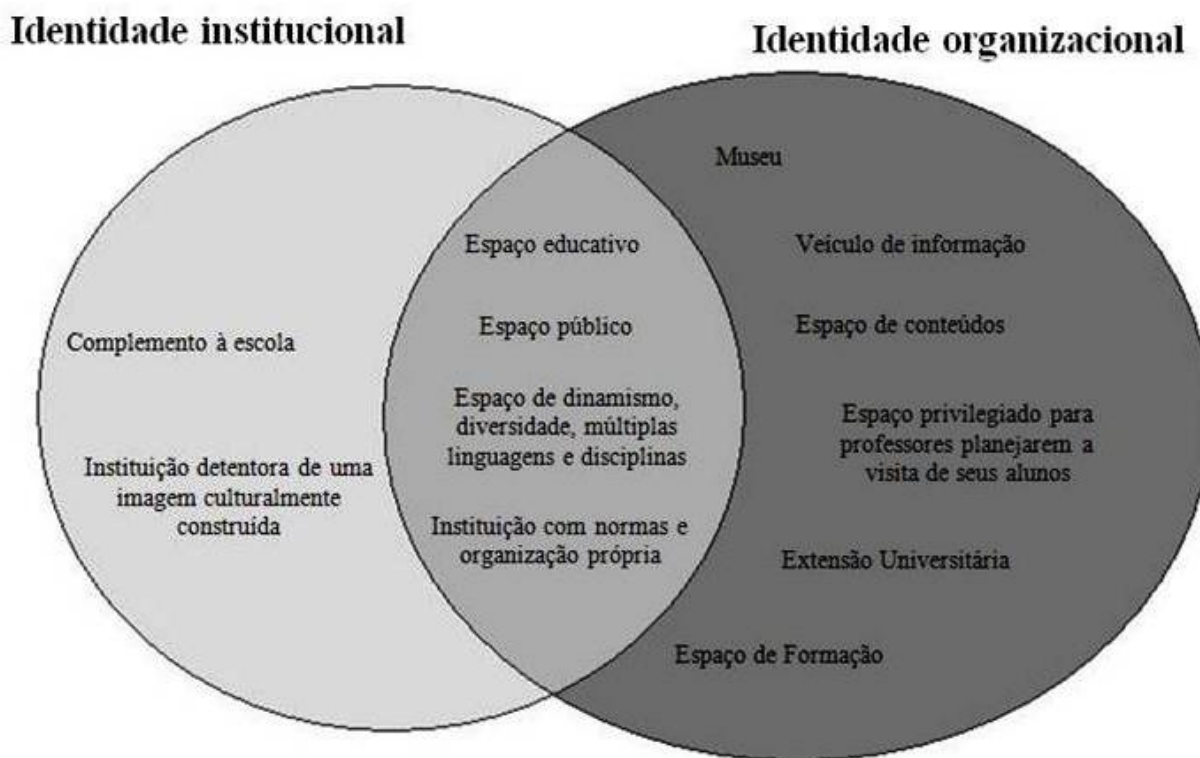 Identidade institucional
Identidade organizacional
Complemento à escola
Instituição detentora de uma
imagem culturalmente
construída
Espaço educativo
Espaço público
Espaço de dinamismo,
diversidade, múltiplas
linguagens e disciplinas
Instituição com normas e
organização própria
Museu
Veículo de informação
Espaço de conteúdos
Espaço privilegiado para
professores planejarem a
visita de seus alunos
Extensão Universitária
Espaço de Formação